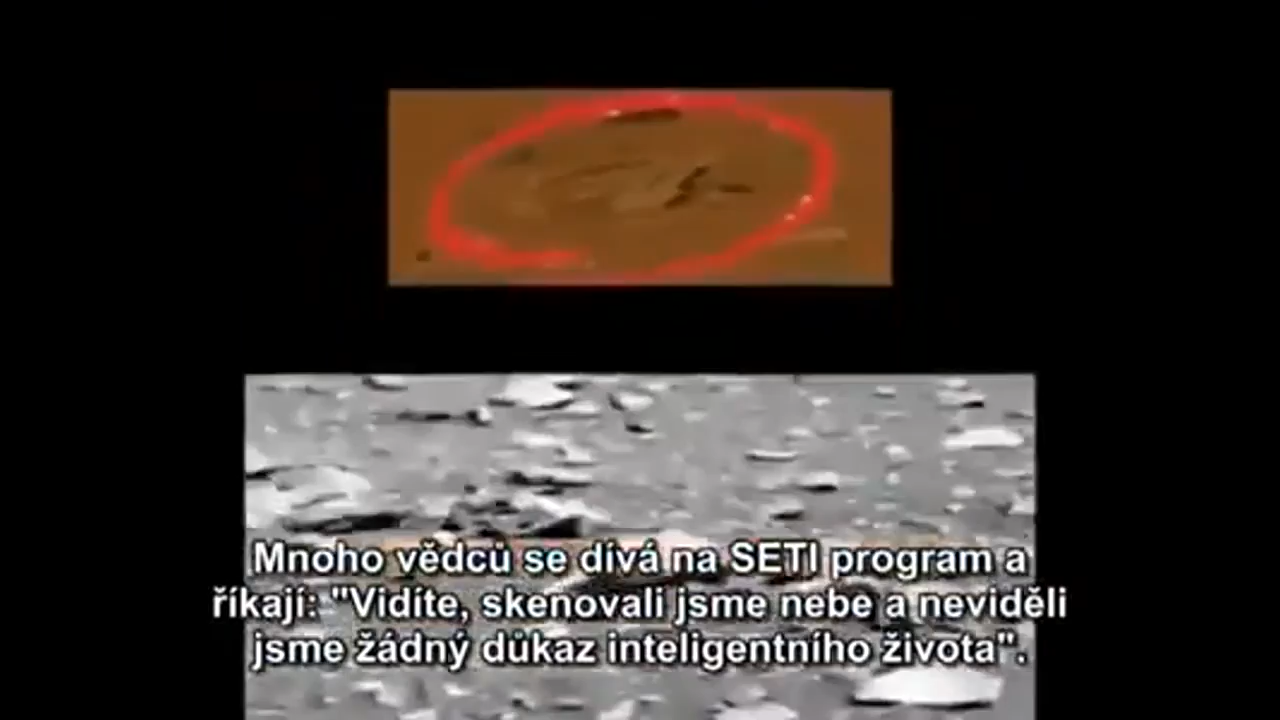 Mnoho vědců se dívá na SETI program a
říkají: "Vidíte, skenovali jsme nebe a neviděli
jsme žádný důkaz inteligentního života".